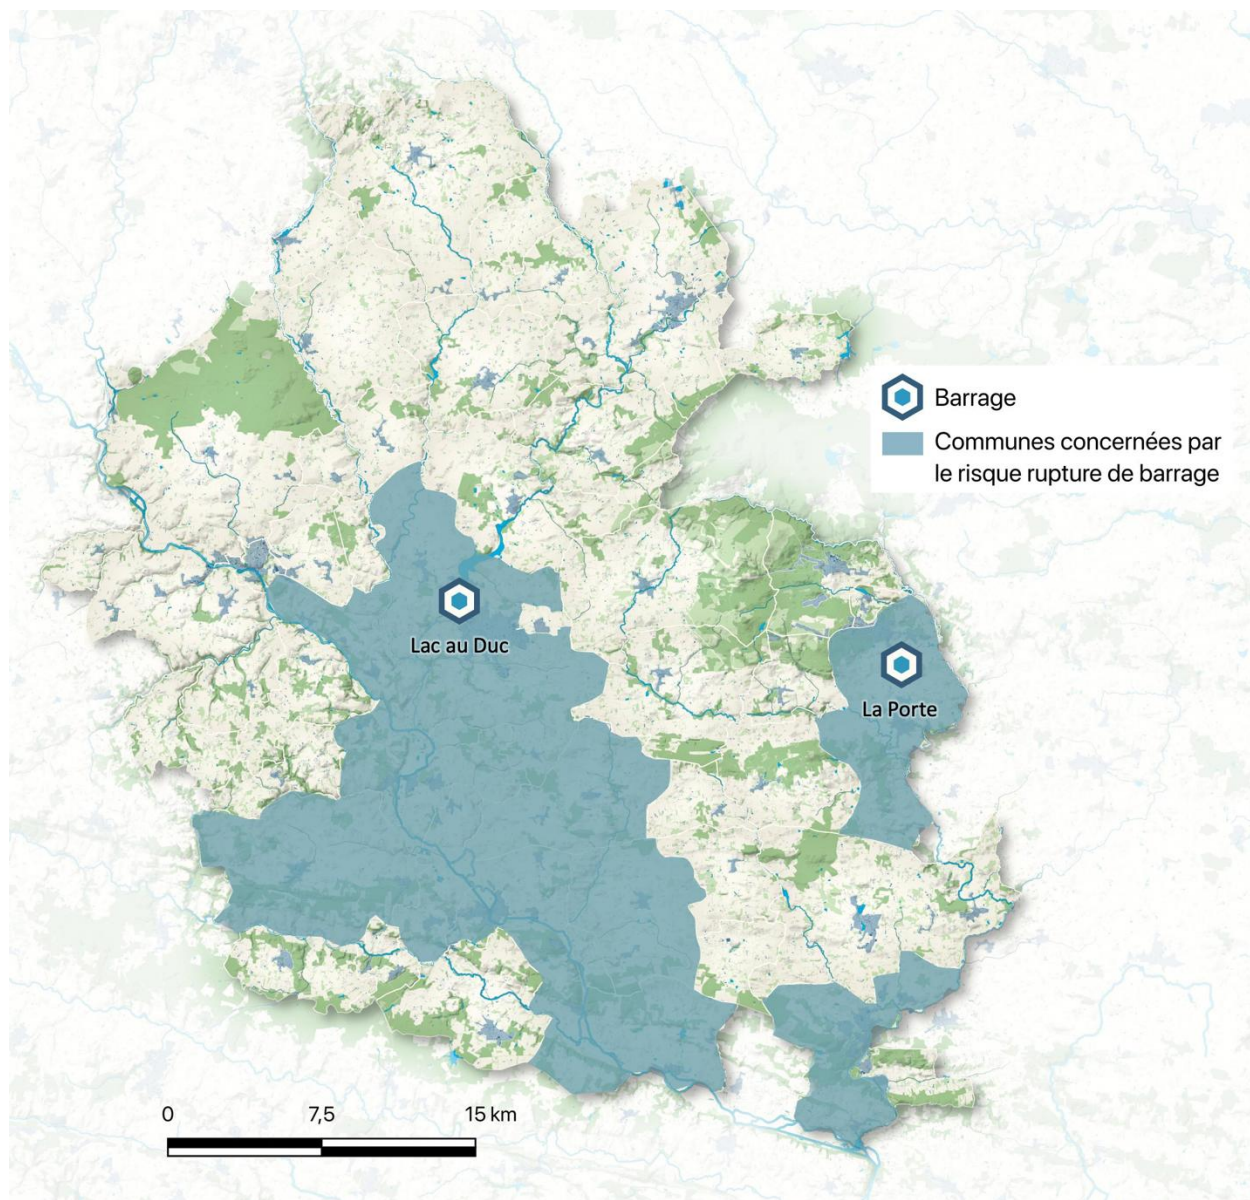 Barrage
Communes concernées par
le risque rupture de barrage
Lac au Duc
La Porte
0 7,5 15 km